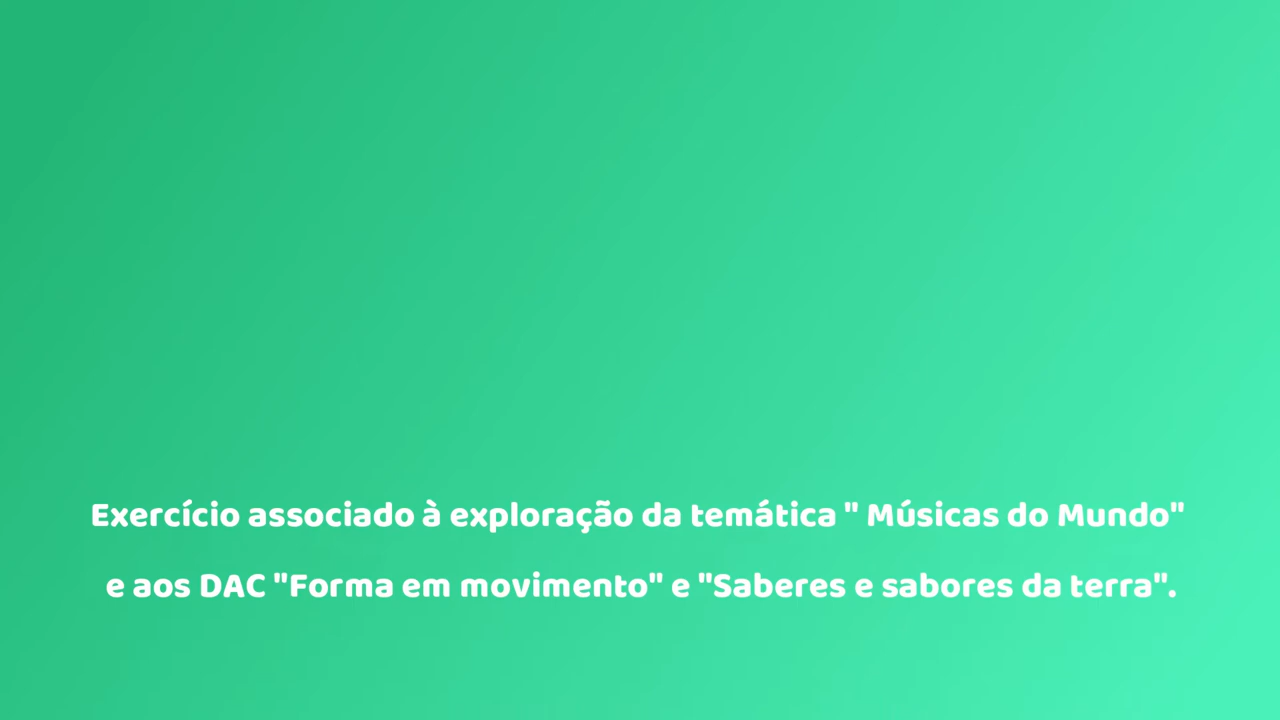 Exercício associado à exploração da temática " Músicas do Mundo"
e aos DAC "Forma em movimento" e "Saberes e sabores da terra".